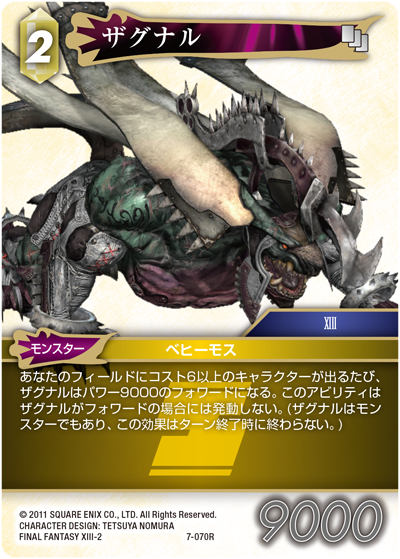 2
ザグナル
XIII
モンスター
ベヒーモス
あなたのフィールドにコスト6以上のキャラクターが出るたび、
ザグナルはパワー9000のフォワードになる。このアビリティは
ザグナルがフォワードの場合には発動しない。(ザグナルはモン
スターでもあり、この効果はターン終了時に終わらない。)
© 2011 SQUARE ENIX CO., LTD. All Rights Reserved.
CHARACTER DESIGN: TETSUYA NOMURA
FINAL FANTASY XIII-2
7-070R
9000